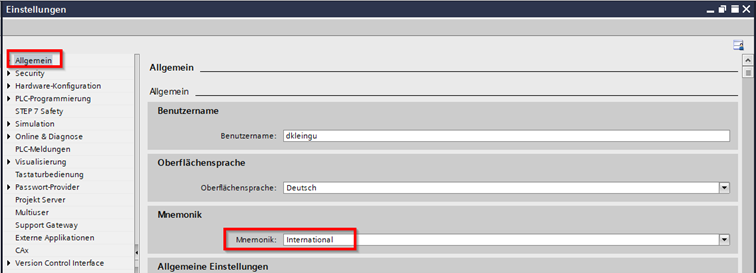 Einstellungen
Allgemein
Security
Hardware-Konfiguration
PLC-Programmierung
STEP 7 Safety
Simulation
Online & Diagnose
PLC-Meldungen
Visualisierung
Tastaturbedienung
Passwort-Provider
Projekt Server
Multiuser
Support Gateway
Externe Applikationen
CAx
Version Control Interface
Allgemein
Allgemein
Benutzername
Benutzername: dkleingu
Oberflächensprache
Oberflächensprache: Deutsch
Mnemonik
Mnemonik: International
Allgemeine Einstellungen